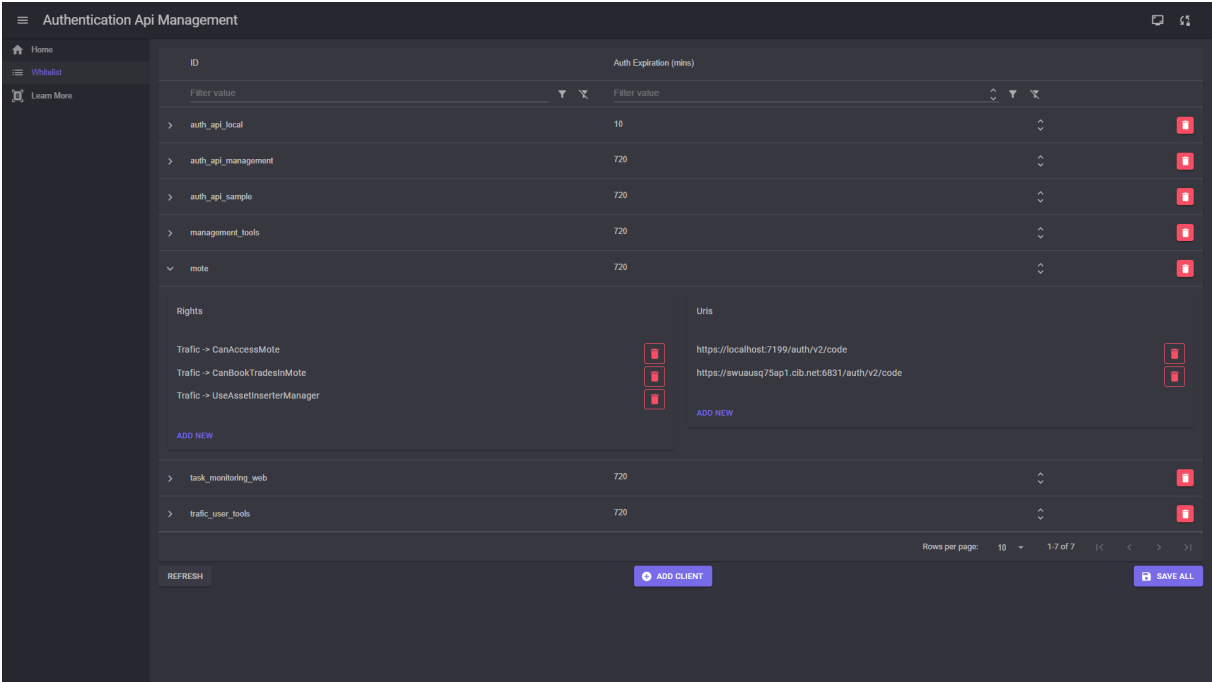 Authentication Api Management
Home
Whitelist
Learn More
ID Auth Expiration (mins)
Filter value Filter value
auth_api_local 10
auth_api_management 720
auth_api_sample 720
management_tools 720
mote 720
Rights
Trafic -> CanAccessMote
Trafic -> CanBookTradesInMote
Trafic -> UseAssetInserterManager
ADD NEW
Uris
https://localhost:7199/auth/v2/code
https://swuausq75ap1.cib.net:6831/auth/v2/code
ADD NEW
task_monitoring_web 720
trafic_user_tools 720
Rows per page: 10 1-7 of 7
REFRESH ADD CLIENT SAVE ALL